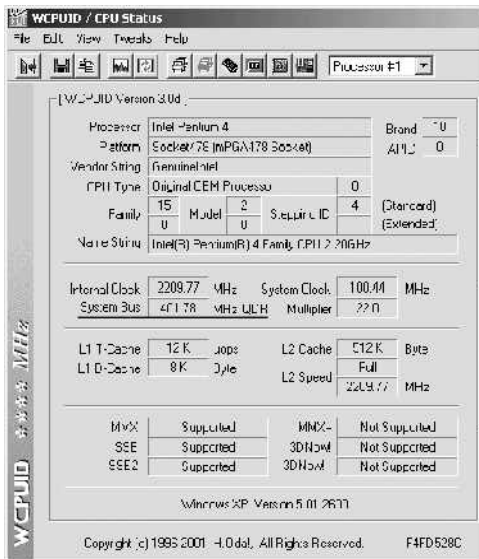 WCPUID / CPU Status
File Edit View Tweaks Help
Processor #1
[ WCPUID Version 3.0d ]
Processor Intel Pentium 4 Brand 10
Platform Socket478 (mPGA478 Socket) APIC 0
Vendor String GenuineIntel
CPU Type Original OEM Processor 0
Family 15 Model 2 Stepping ID 4 (Standard)
0 0 (Extended)
Name String Intel(R) Pentium(R) 4 Family CPU 2.20GHz
Internal Clock 2209.77 MHz System Clock 100.44 MHz
System Bus 401.78 MHz QDR Multiplier 22.0
L1 T-Cache 12 K µops L2 Cache 512 K Byte
L1 D-Cache 8 K Byte L2 Speed Full
2209.77 MHz
MMX Supported MMX+ Not Supported
SSE Supported 3DNow! Not Supported
SSE2 Supported 3DNow!+ Not Supported
Windows XP Version 5.01.2600
Copyright (c) 1996-2001 H.Oda!, All Rights Reserved. F4FD528C
WCPUID **** MHz